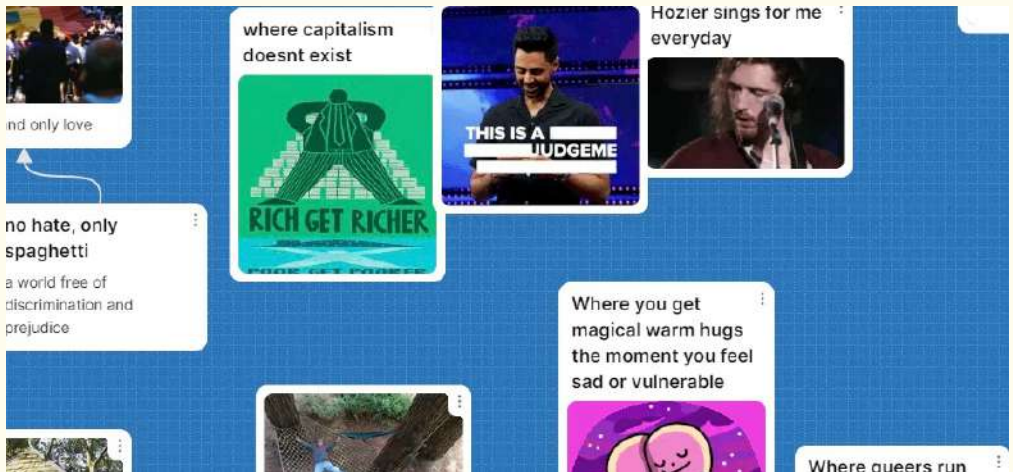 nd only love
no hate, only
spaghetti
a world free of
discrimination and
prejudice
where capitalism
doesnt exist
RICH GET RICHER
THIS IS A
JUDGEME
Hozier sings for me
everyday
Where you get
magical warm hugs
the moment you feel
sad or vulnerable
Where queers run